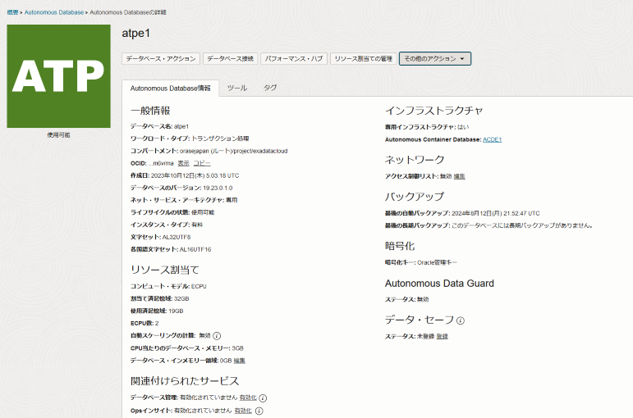 概要 » Autonomous Database » Autonomous Databaseの詳細
ATP
使用可能
atpe1
データベース・アクション
データベース接続
パフォーマンス・ハブ
リソース割当ての管理
その他のアクション
Autonomous Database情報
ツール
タグ
一般情報
データベース名: atpe1
ワークロード・タイプ: トランザクション処理
コンパートメント: orasejapan (ルート)/project/exadatacloud
OCID: ...m6vrma 表示 コピー
作成日: 2023年10月12日(木) 5:03:18 UTC
データベースのバージョン: 19.23.0.1.0
ネット・サービス・アーキテクチャ: 専用
ライフサイクルの状態: 使用可能
インスタンス・タイプ: 有料
文字セット: AL32UTF8
各国語文字セット: AL16UTF16
リソース割当て
コンピュート・モデル: ECPU
割当て済記憶域: 32GB
使用済記憶域: 19GB
ECPU数: 2
自動スケーリングの計算: 無効
CPU当たりのデータベース・メモリー: 3GB
データベース・インメモリー領域: 0GB 編集
関連付けられたサービス
データベース管理: 有効化されていません 有効化
Opsインサイト: 有効化されていません 有効化
インフラストラクチャ
専用インフラストラクチャ: はい
Autonomous Container Database: ACDE1
ネットワーク
アクセス制御リスト: 無効 編集
バックアップ
最後の自動バックアップ: 2024年8月12日(月) 21:52:47 UTC
最後の長期バックアップ: このデータベースには長期バックアップがありません。
暗号化
暗号化キー: Oracle管理キー
Autonomous Data Guard
ステータス: 無効
データ・セーフ
ステータス: 未登録 登録